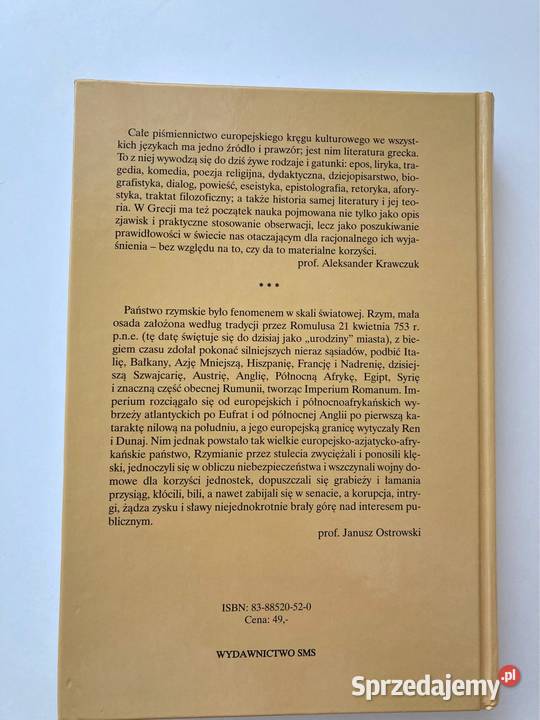 Całe piśmiennictwo europejskiego kręgu kulturowego we wszyst-
kich językach ma jedno źródło i prawzór; jest nim literatura grecka.
To z niej wywodzą się do dziś żywe rodzaje i gatunki: epos, liryka, tra-
gedia, komedia, poezja religijna, dydaktyczna, dziejopisarstwo, bio-
grafistyka, dialog, powieść, eseistyka, epistolografia, retoryka, afory-
styka, traktat filozoficzny; a także historia samej literatury i jej teo-
ria. W Grecji ma też początek nauka pojmowana nie tylko jako opis
zjawisk i praktyczne stosowanie obserwacji, lecz jako poszukiwanie
prawidłowości w świecie nas otaczającym dla racjonalnego ich wyja-
śnienia – bez względu na to, czy da to materialne korzyści.
prof. Aleksander Krawczuk
• • •
Państwo rzymskie było fenomenem w skali światowej. Rzym, mała
osada założona według tradycji przez Romulusa 21 kwietnia 753 r.
p.n.e. (tę datę świętuje się do dzisiaj jako „urodziny” miasta), z bie-
giem czasu zdołał pokonać silniejszych nieraz sąsiadów, podbić Ita-
lię, Bałkany, Azję Mniejszą, Hiszpanię, Francję i Nadrenię, dzisiej-
szą Szwajcarię, Austrię, Anglię, Północną Afrykę, Egipt, Syrię
i znaczną część obecnej Rumunii, tworząc Imperium Romanum. Im-
perium rozciągało się od europejskich i północnoafrykańskich wy-
brzeży atlantyckich po Eufrat i od północnej Anglii po pierwszą ka-
taraktę nilową na południu, a jego europejską granicę wytyczały Ren
i Dunaj. Nim jednak powstało tak wielkie europejsko-azjatycko-afry-
kańskie państwo, Rzymianie przez stulecia zwyciężali i ponosili klę-
ski, jednoczyli się w obliczu niebezpieczeństwa i wszczynali wojny do-
mowe dla korzyści jednostek, dopuszczali się grabieży i łamania
przysiąg, kłócili, bili, a nawet zabijali się w senacie, a korupcja, intry-
gi, żądza zysku i sławy niejednokrotnie brały górę nad interesem pu-
blicznym.
prof. Janusz Ostrowski
ISBN: 83-88520-52-0
Cena: 49,-
WYDAWNICTWO SMS
Sprzedajemy.pl